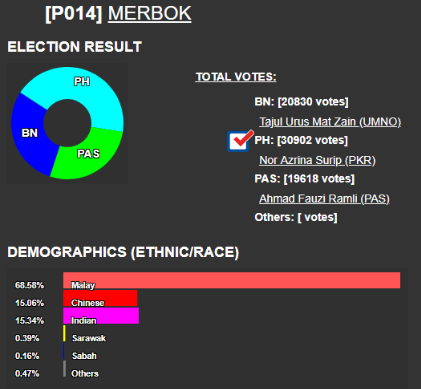 [P014] MERBOK
ELECTION RESULT
PH
BN
PAS
TOTAL VOTES:
BN: [20830 votes]
Tajul Urus Mat Zain (UMNO)
PH: [30902 votes]
Nor Azrina Surip (PKR)
PAS: [19618 votes]
Ahmad Fauzi Ramli (PAS)
Others: [ votes]
DEMOGRAPHICS (ETHNIC/RACE)
68.58% Malay
15.06% Chinese
15.34% Indian
0.39% Sarawak
0.16% Sabah
0.47% Others